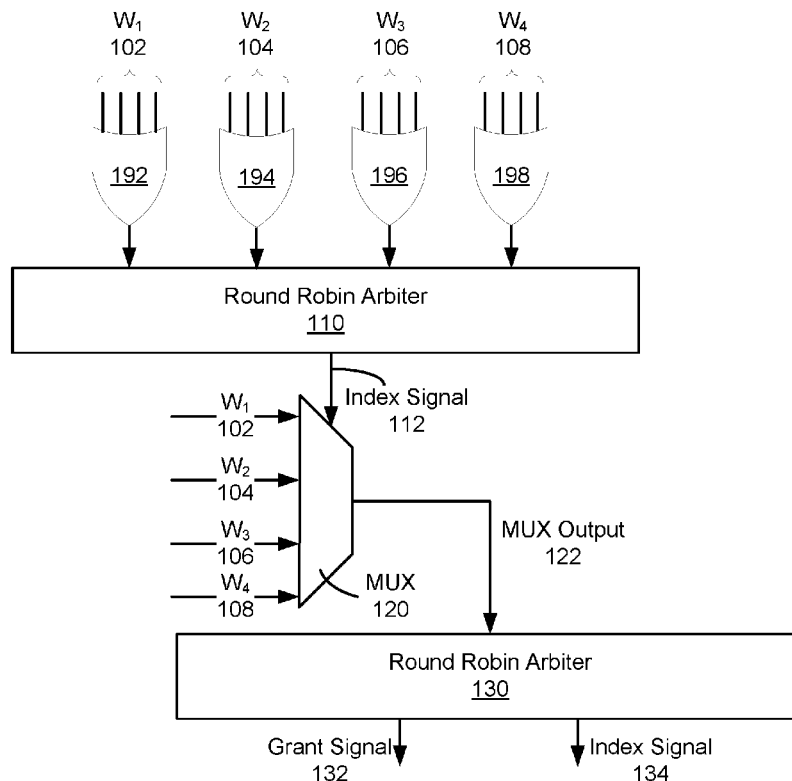 W₁ W₂ W₃ W₄
102 104 106 108
192 194 196 198
Round Robin Arbiter
110
Index Signal
112
W₁
102
W₂
104
W₃
106
W₄
108
MUX
120
MUX Output
122
Round Robin Arbiter
130
Grant Signal
132
Index Signal
134